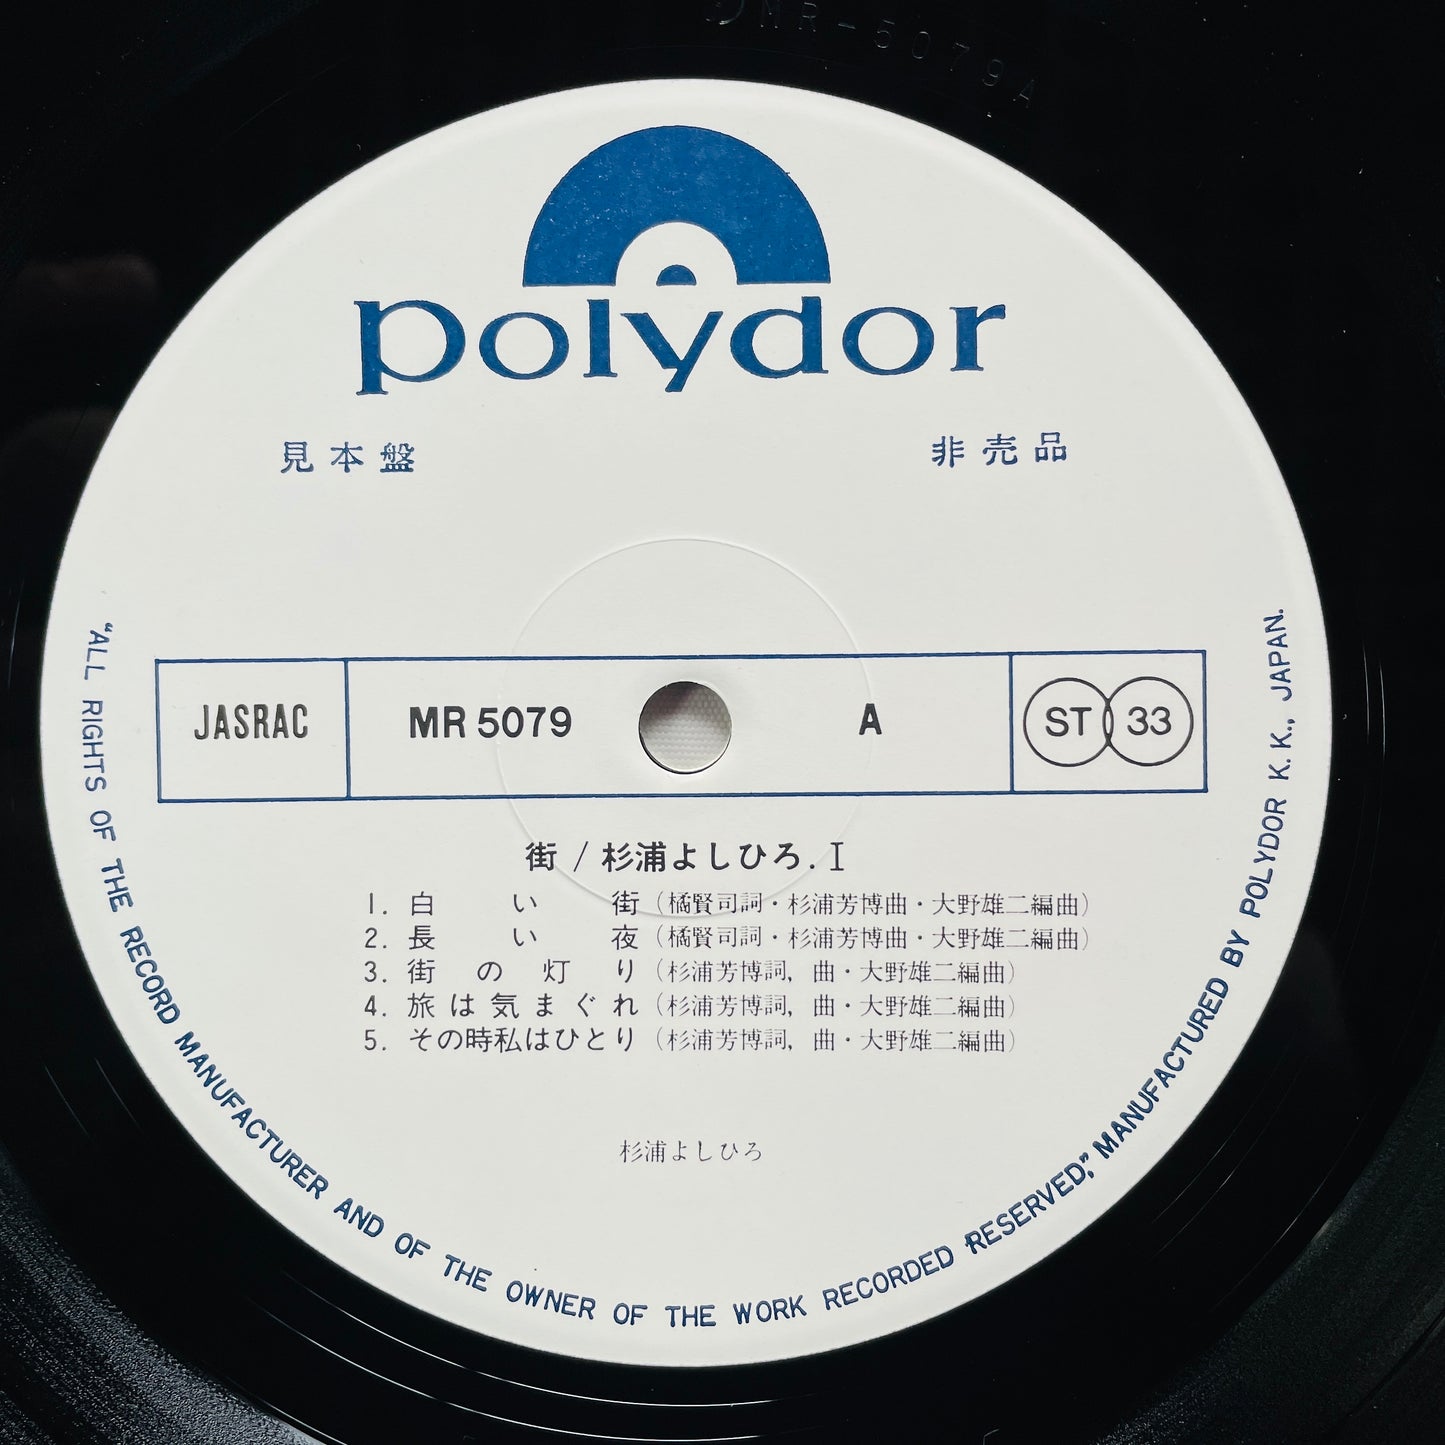 MR-5079A
polydor
見本盤 非売品
JASRAC MR 5079 A ST 33
街 / 杉浦よしひろ. I
1. 白い街 (橘賢司詞・杉浦芳博曲・大野雄二編曲)
2. 長い夜 (橘賢司詞・杉浦芳博曲・大野雄二編曲)
3. 街の灯り (杉浦芳博詞, 曲・大野雄二編曲)
4. 旅は気まぐれ (杉浦芳博詞, 曲・大野雄二編曲)
5. その時私はひとり (杉浦芳博詞, 曲・大野雄二編曲)
杉浦よしひろ
"ALL RIGHTS OF THE RECORD MANUFACTURER AND OF THE OWNER OF THE WORK RECORDED RESERVED," MANUFACTURED BY POLYDOR K.K., JAPAN.